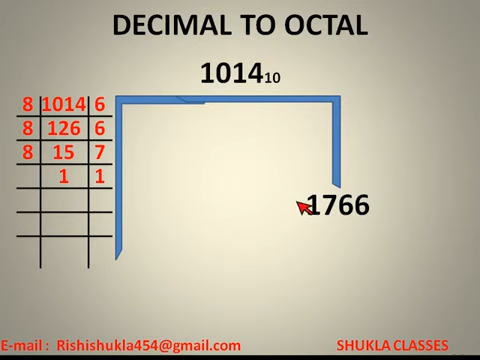 DECIMAL TO OCTAL
1014₁₀
8 1014 6
8 126 6
8 15 7
1 1
1766
E-mail : Rishishukla454@gmail.com SHUKLA CLASSES